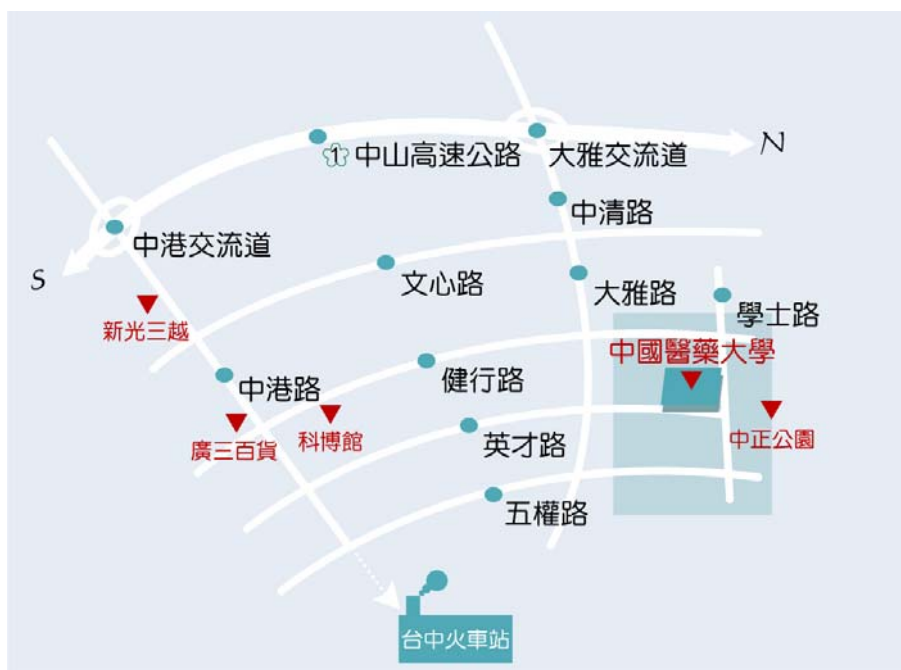 N
1 中山高速公路
大雅交流道
中清路
中港交流道
S
文心路
大雅路
學士路
新光三越
中國醫藥大學
中港路
健行路
廣三百貨
科博館
英才路
中正公園
五權路
台中火車站